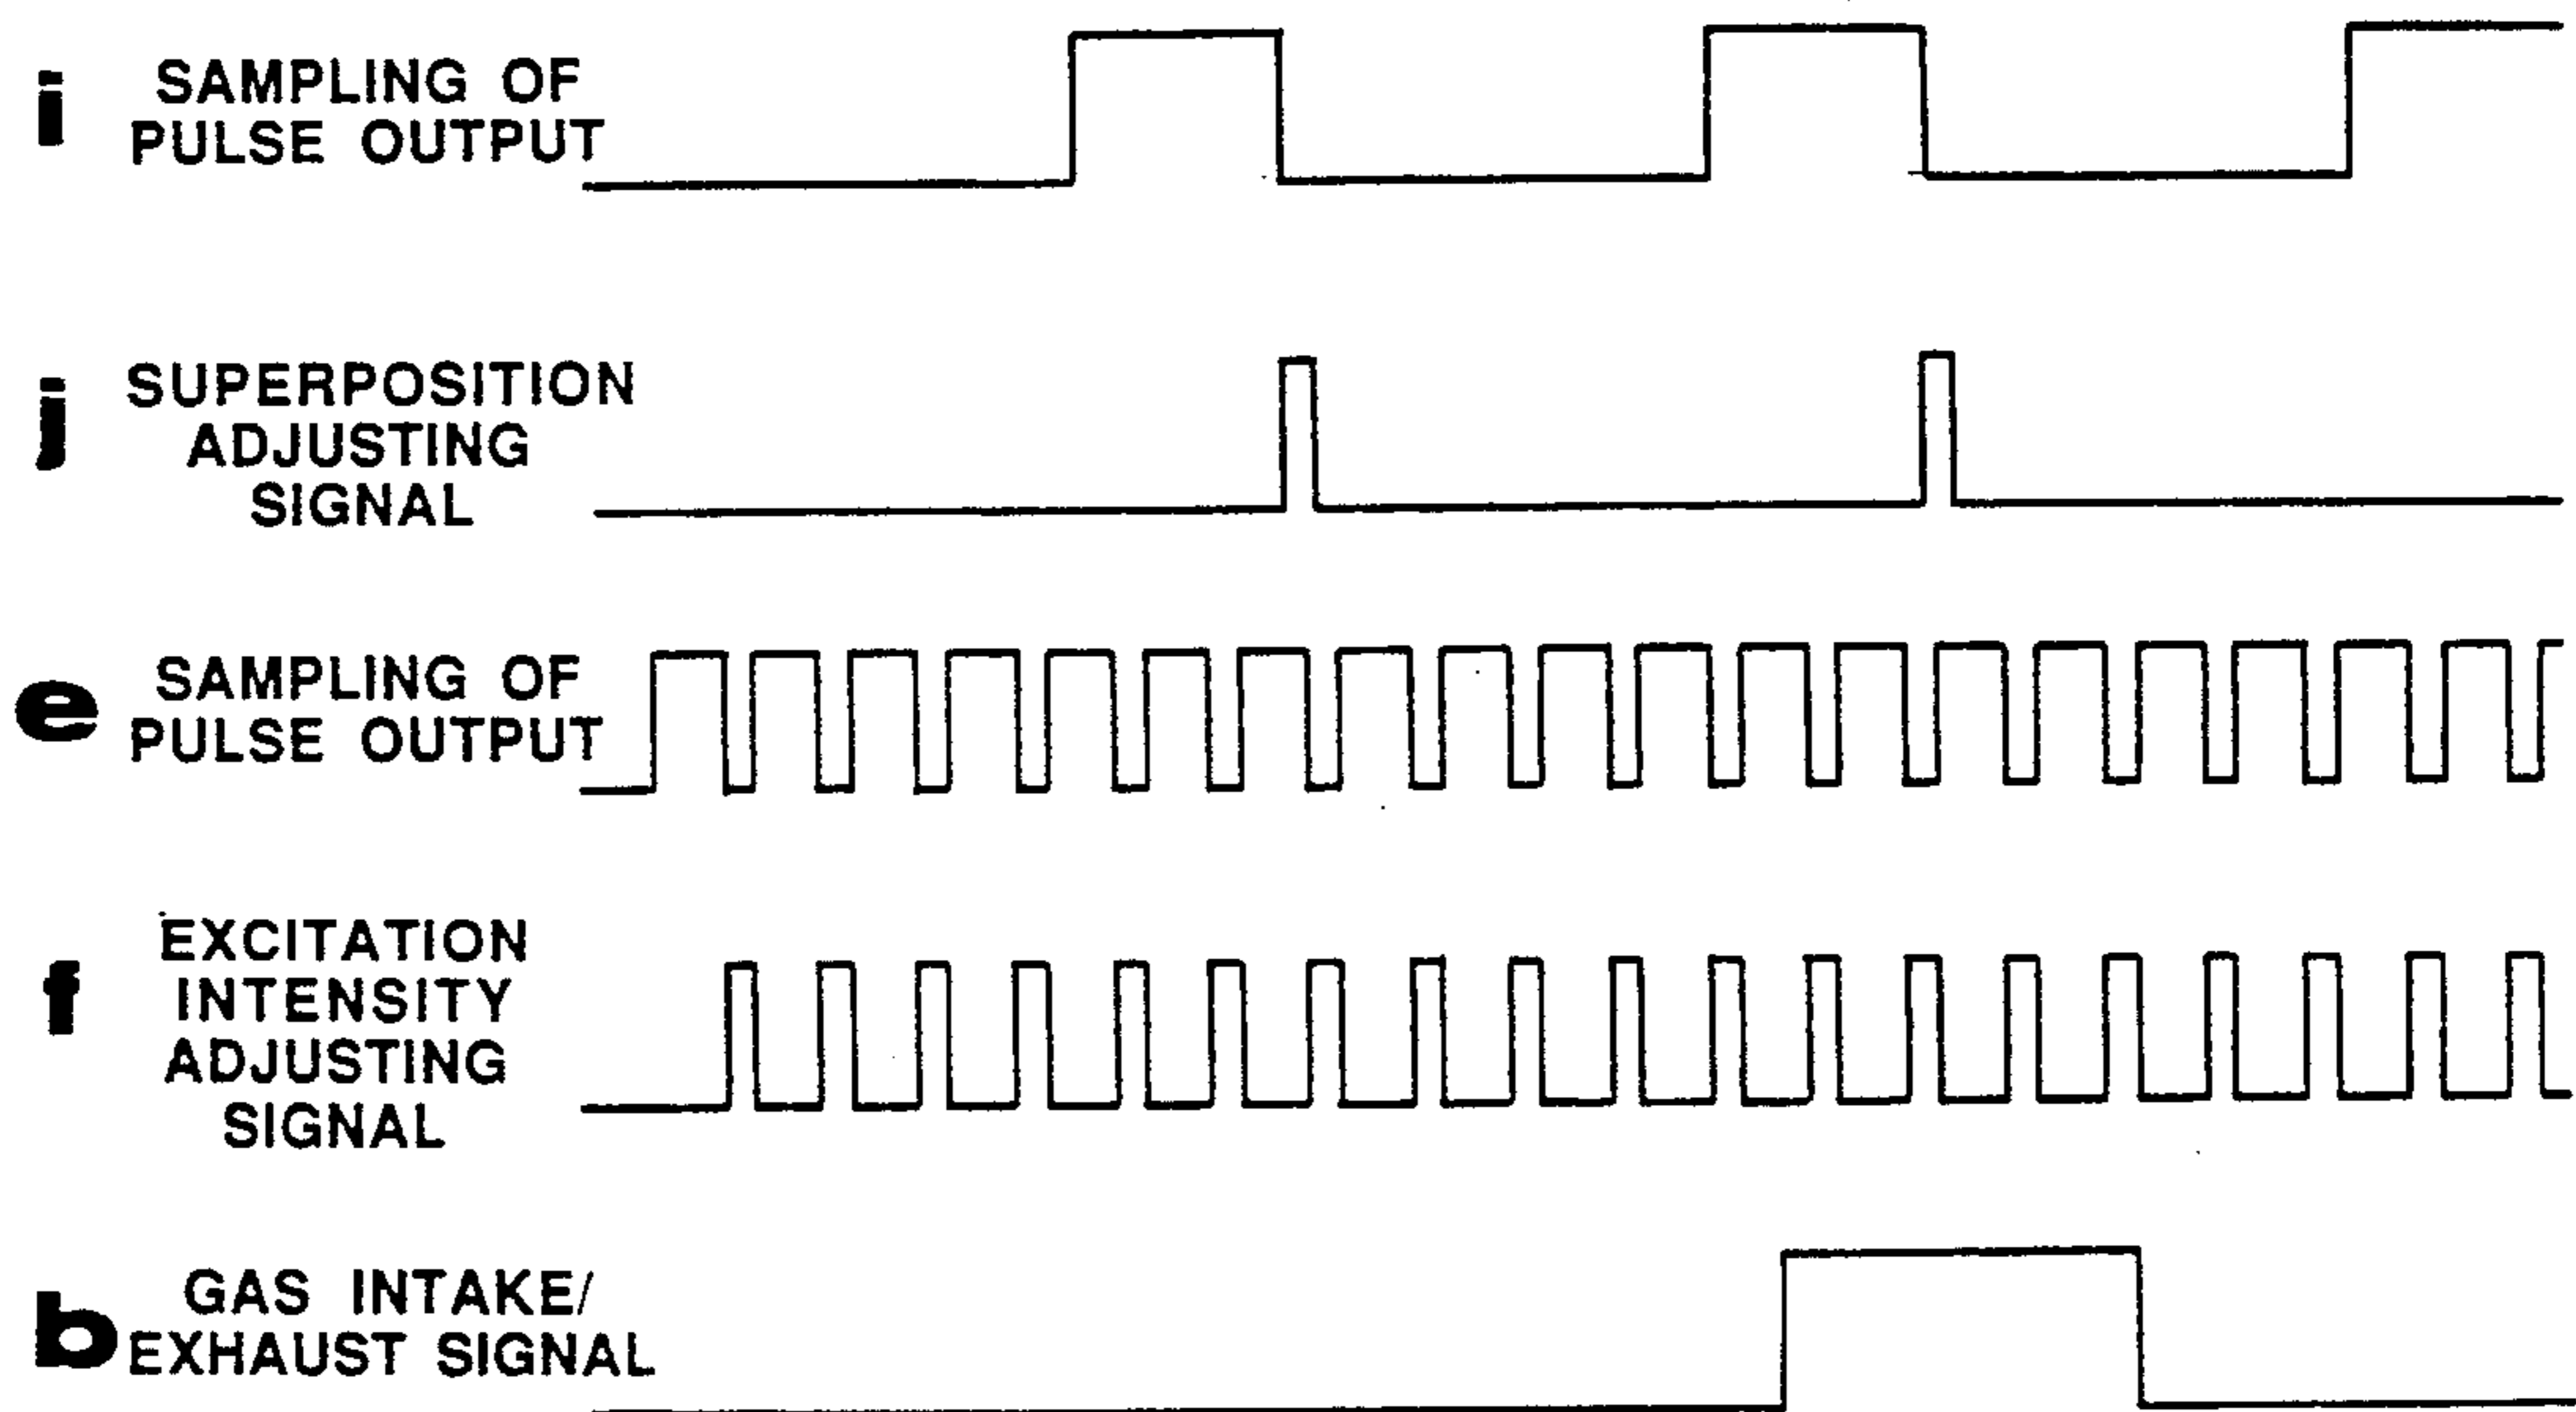 i SAMPLING OF
PULSE OUTPUT
j SUPERPOSITION
ADJUSTING
SIGNAL
e SAMPLING OF
PULSE OUTPUT
f EXCITATION
INTENSITY
ADJUSTING
SIGNAL
b GAS INTAKE/
EXHAUST SIGNAL